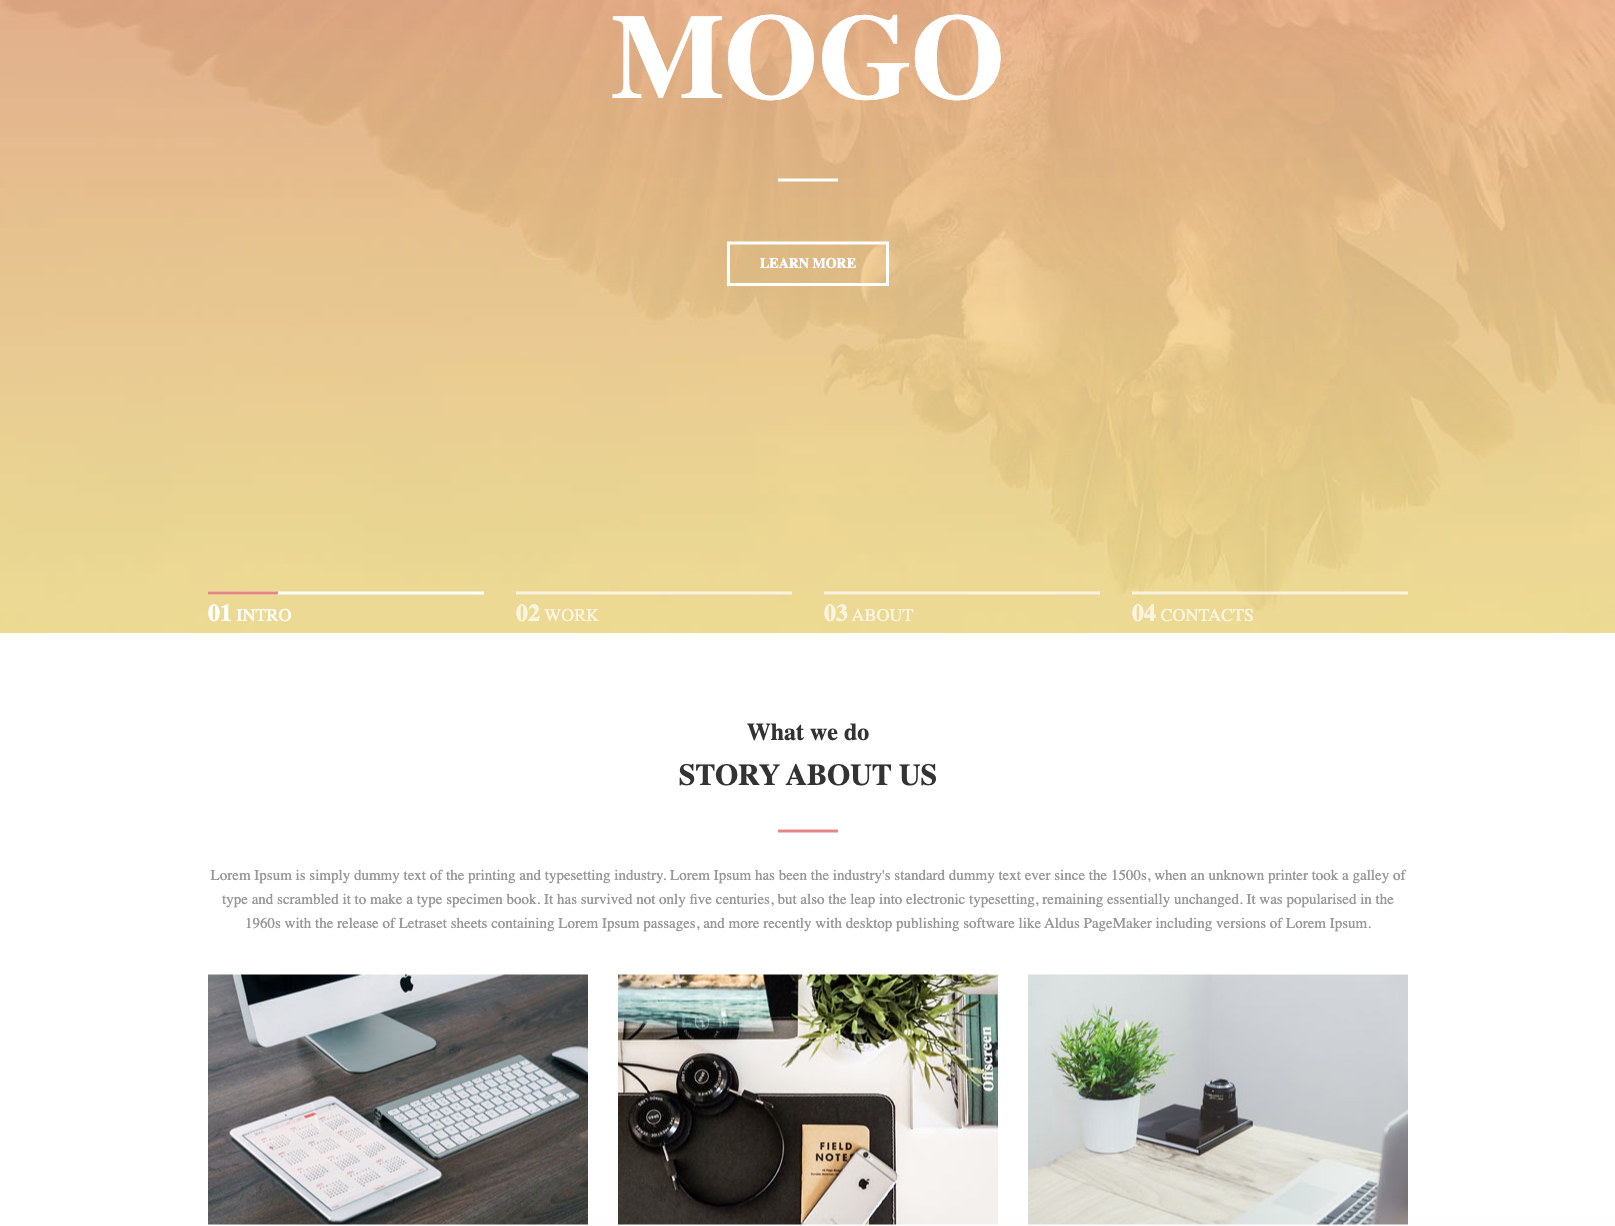 MOGO
LEARN MORE
01 INTRO
02 WORK
03 ABOUT
04 CONTACTS
What we do
STORY ABOUT US
Lorem Ipsum is simply dummy text of the printing and typesetting industry. Lorem Ipsum has been the industry's standard dummy text ever since the 1500s, when an unknown printer took a galley of
type and scrambled it to make a type specimen book. It has survived not only five centuries, but also the leap into electronic typesetting, remaining essentially unchanged. It was popularised in the
1960s with the release of Letraset sheets containing Lorem Ipsum passages, and more recently with desktop publishing software like Aldus PageMaker including versions of Lorem Ipsum.
Offscreen
FIELD
NOTES